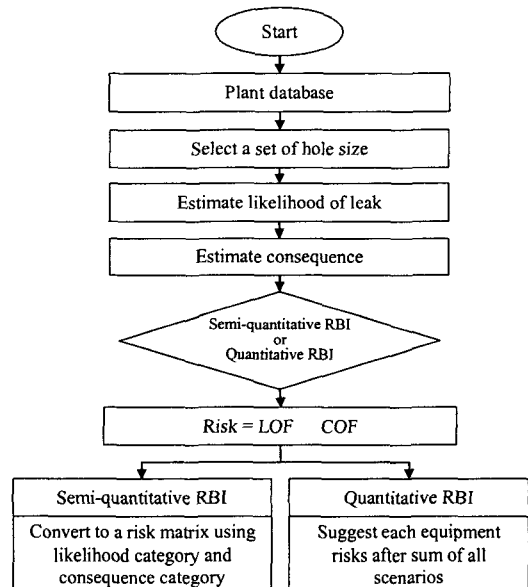 Start
Plant database
Select a set of hole size
Estimate likelihood of leak
Estimate consequence
Semi-quantitative RBI
or
Quantitative RBI
Risk = LOF COF
Semi-quantitative RBI
Convert to a risk matrix using
likelihood category and
consequence category
Quantitative RBI
Suggest each equipment
risks after sum of all
scenarios